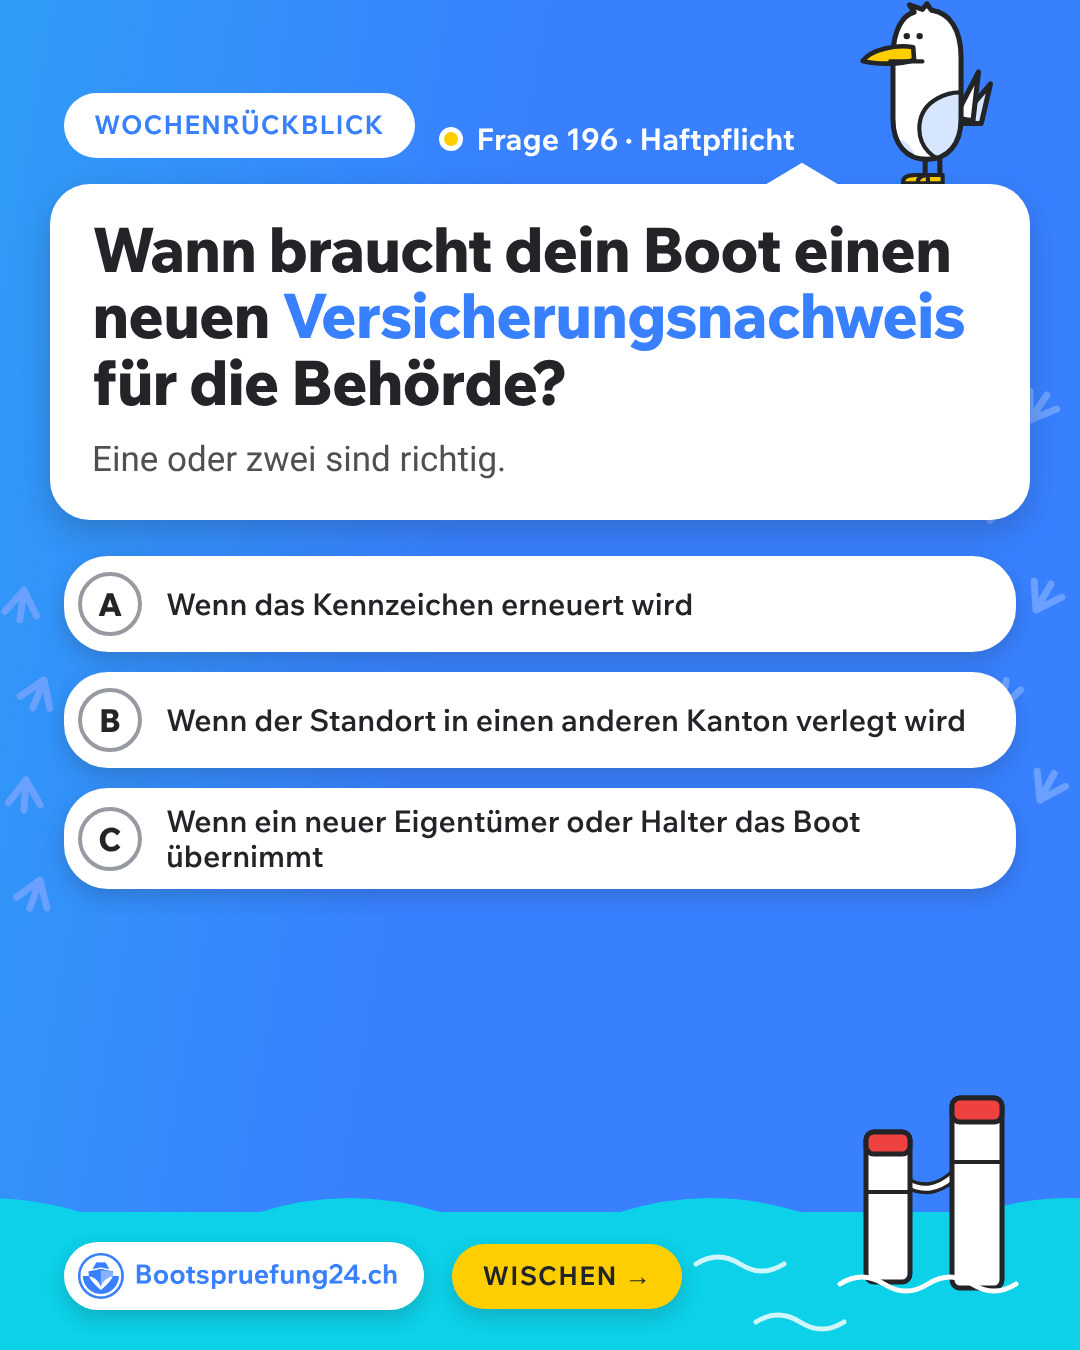 WOCHENRÜCKBLICK
Frage 196 · Haftpflicht
Wann braucht dein Boot einen
neuen Versicherungsnachweis
für die Behörde?
Eine oder zwei sind richtig.
A Wenn das Kennzeichen erneuert wird
B Wenn der Standort in einen anderen Kanton verlegt wird
C Wenn ein neuer Eigentümer oder Halter das Boot
übernimmt
Bootspruefung24.ch
WISCHEN →